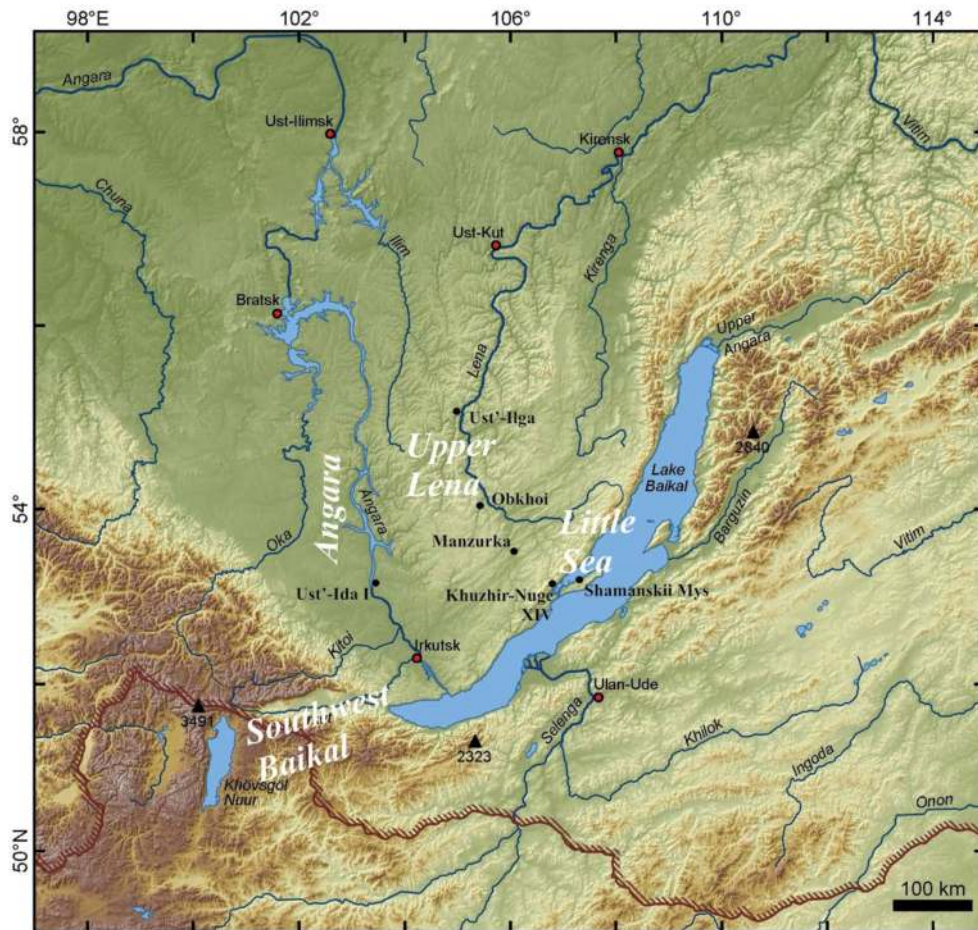 98°E
102°
106°
110°
114°
58°
54°
50°N
Angara
Ust-Ilimsk
Kirensk
Vitim
Chuna
Ilim
Ust-Kut
Kirenga
Bratsk
Upper
Angara
Lena
Ust'-Ilga
2840
Upper
Lena
Lake
Baikal
Angara
Angara
Obkhoi
Barguzin
Oka
Little
Sea
Manzurka
Vitim
Ust'-Ida I
Khuzhir-Nuge
XIV
Shamanskii Mys
Kitoi
Irkutsk
Ulan-Ude
3491
Southwest
Baikal
2323
Selenga
Khilok
Ingoda
Khövsgöl
Nuur
Onon
100 km